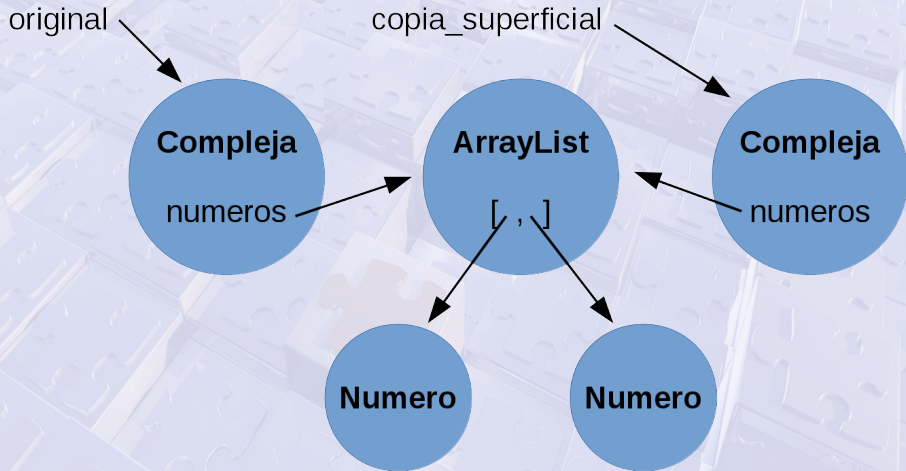 original
copia_superficial
Compleja
numeros
ArrayList
[ , ]
Compleja
numeros
Numero
Numero